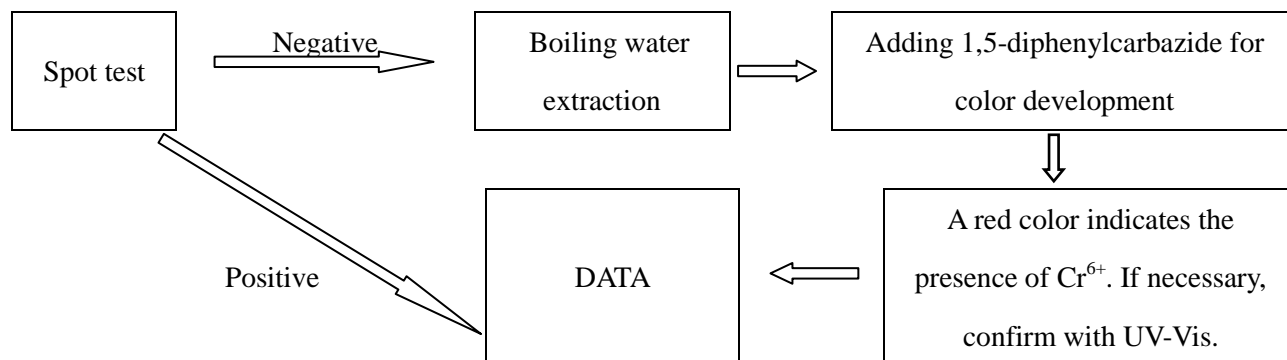 Spot test
Negative
Boiling water
extraction
Adding 1,5-diphenylcarbazide for
color development
Positive
DATA
A red color indicates the
presence of Cr⁶⁺. If necessary,
confirm with UV-Vis.